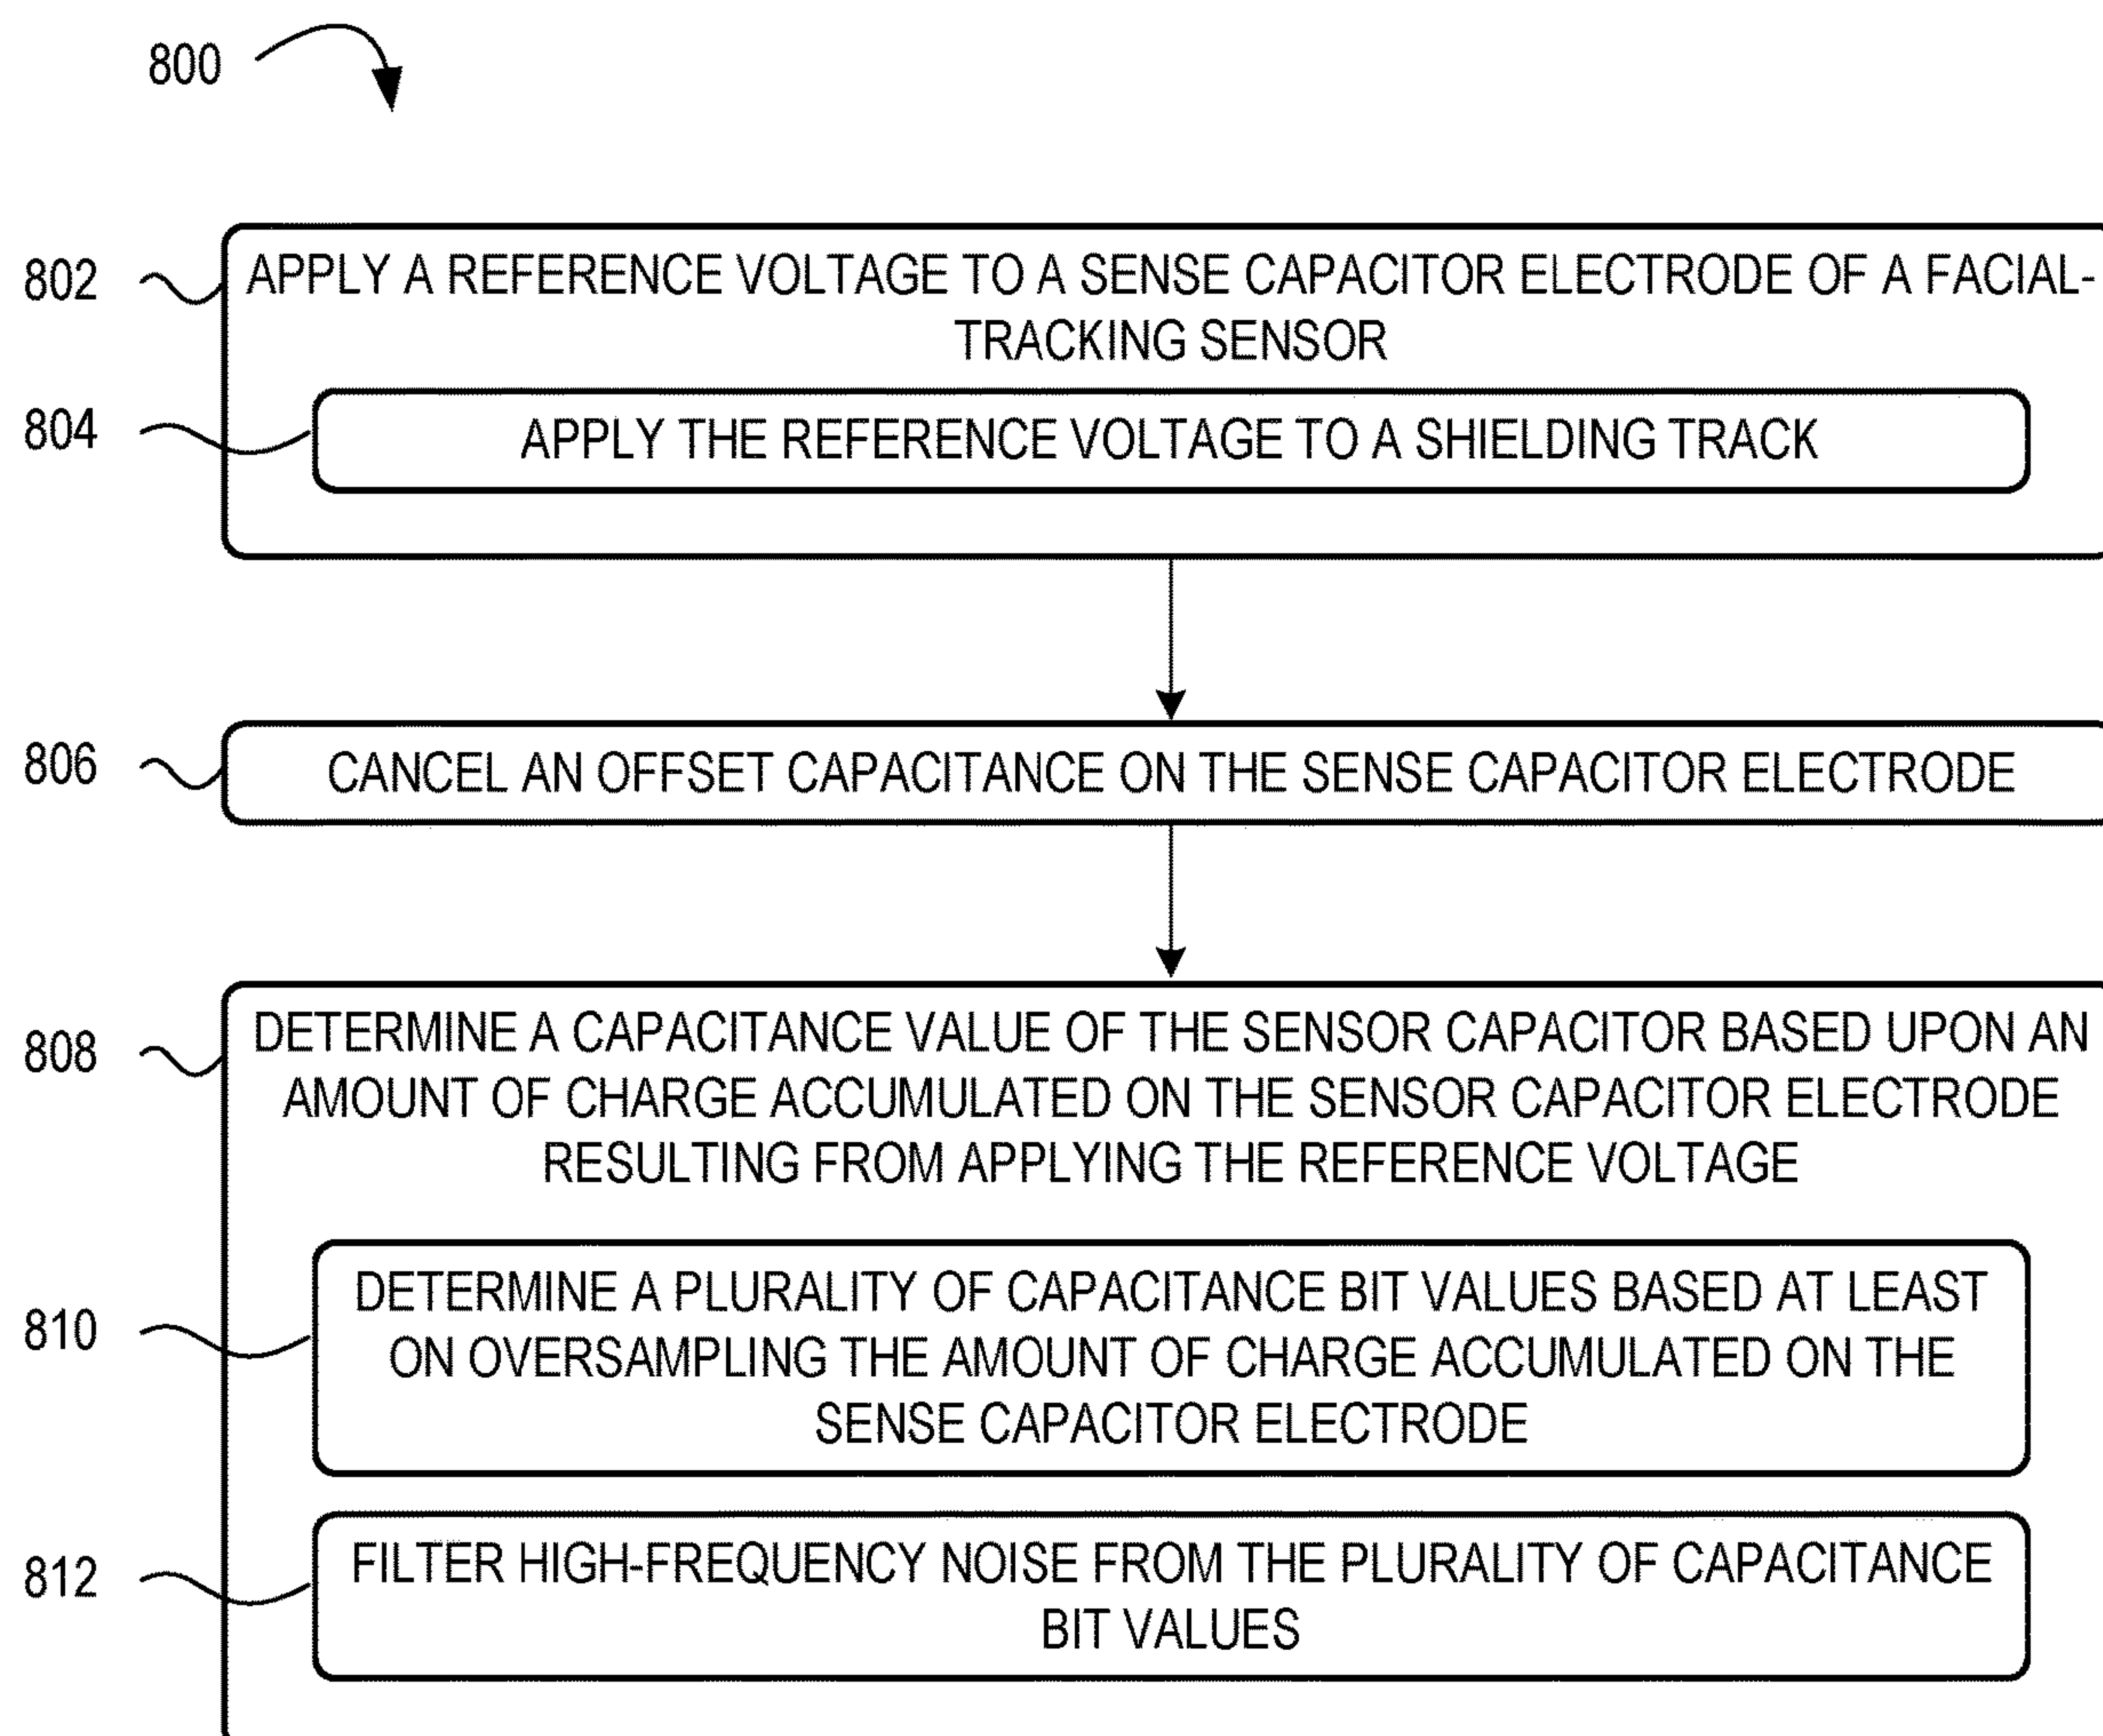 800
802
APPLY A REFERENCE VOLTAGE TO A SENSE CAPACITOR ELECTRODE OF A FACIAL-
TRACKING SENSOR
804
APPLY THE REFERENCE VOLTAGE TO A SHIELDING TRACK
806
CANCEL AN OFFSET CAPACITANCE ON THE SENSE CAPACITOR ELECTRODE
808
DETERMINE A CAPACITANCE VALUE OF THE SENSOR CAPACITOR BASED UPON AN
AMOUNT OF CHARGE ACCUMULATED ON THE SENSOR CAPACITOR ELECTRODE
RESULTING FROM APPLYING THE REFERENCE VOLTAGE
810
DETERMINE A PLURALITY OF CAPACITANCE BIT VALUES BASED AT LEAST
ON OVERSAMPLING THE AMOUNT OF CHARGE ACCUMULATED ON THE
SENSE CAPACITOR ELECTRODE
812
FILTER HIGH-FREQUENCY NOISE FROM THE PLURALITY OF CAPACITANCE
BIT VALUES